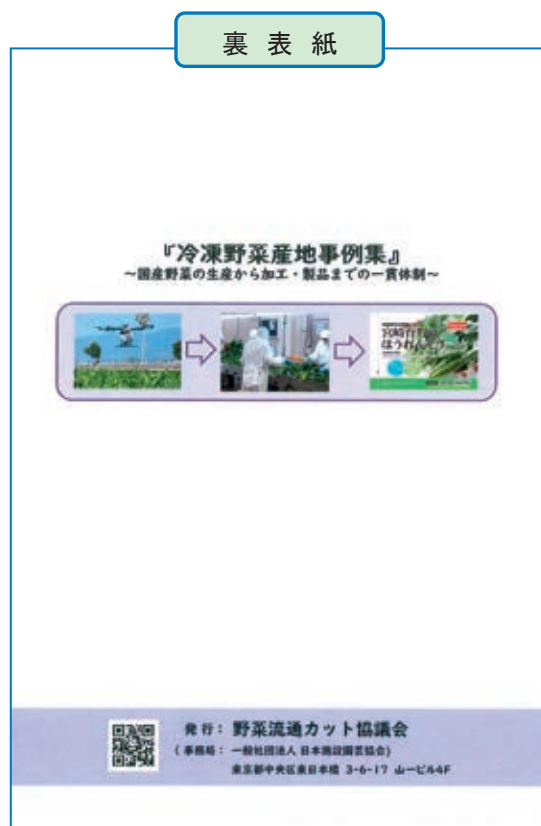 裏表紙
『冷凍野菜産地事例集』
～国産野菜の生産から加工・製品までの一貫体制～
宮崎育ちの
ほうれんそう
発行：野菜流通カット協議会
（事務局：一般社団法人 日本施設園芸協会）
東京都中央区東日本橋 3-6-17 山一ビル4F